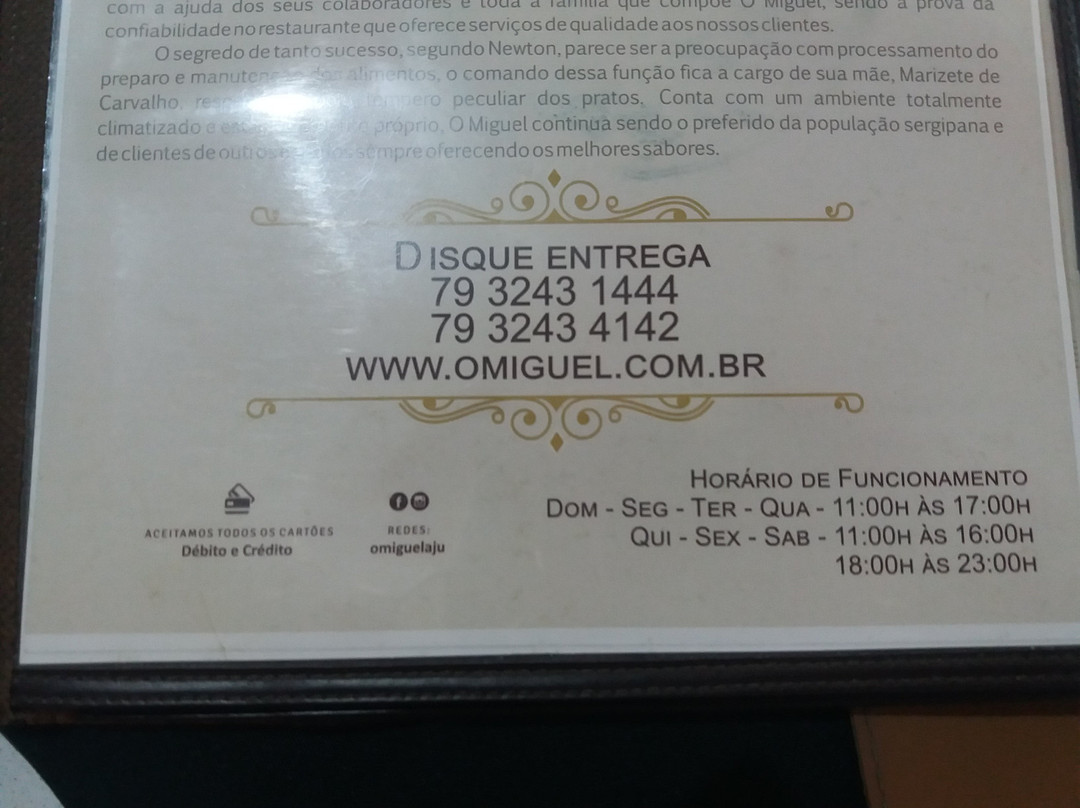 com a ajuda dos seus colaboradores e toda a família que compõe O Miguel, sendo a prova da
confiabilidade no restaurante que oferece serviços de qualidade aos nossos clientes.
O segredo de tanto sucesso, segundo Newton, parece ser a preocupação com processamento do
preparo e manutenção dos alimentos, o comando dessa função fica a cargo de sua mãe, Marizete de
Carvalho, tempero peculiar dos pratos. Conta com um ambiente totalmente
climatizado e próprio. O Miguel continua sendo o preferido da população sergipana e
de clientes de outros sempre oferecendo os melhores sabores.
DISQUE ENTREGA
79 3243 1444
79 3243 4142
WWW.OMIGUEL.COM.BR
HORÁRIO DE FUNCIONAMENTO
DOM - SEG - TER - QUA - 11:00H ÀS 17:00H
QUI - SEX - SAB - 11:00H ÀS 16:00H
18:00H ÀS 23:00H
ACEITAMOS TODOS OS CARTÕES
Débito e Crédito
REDES:
omiguelaju